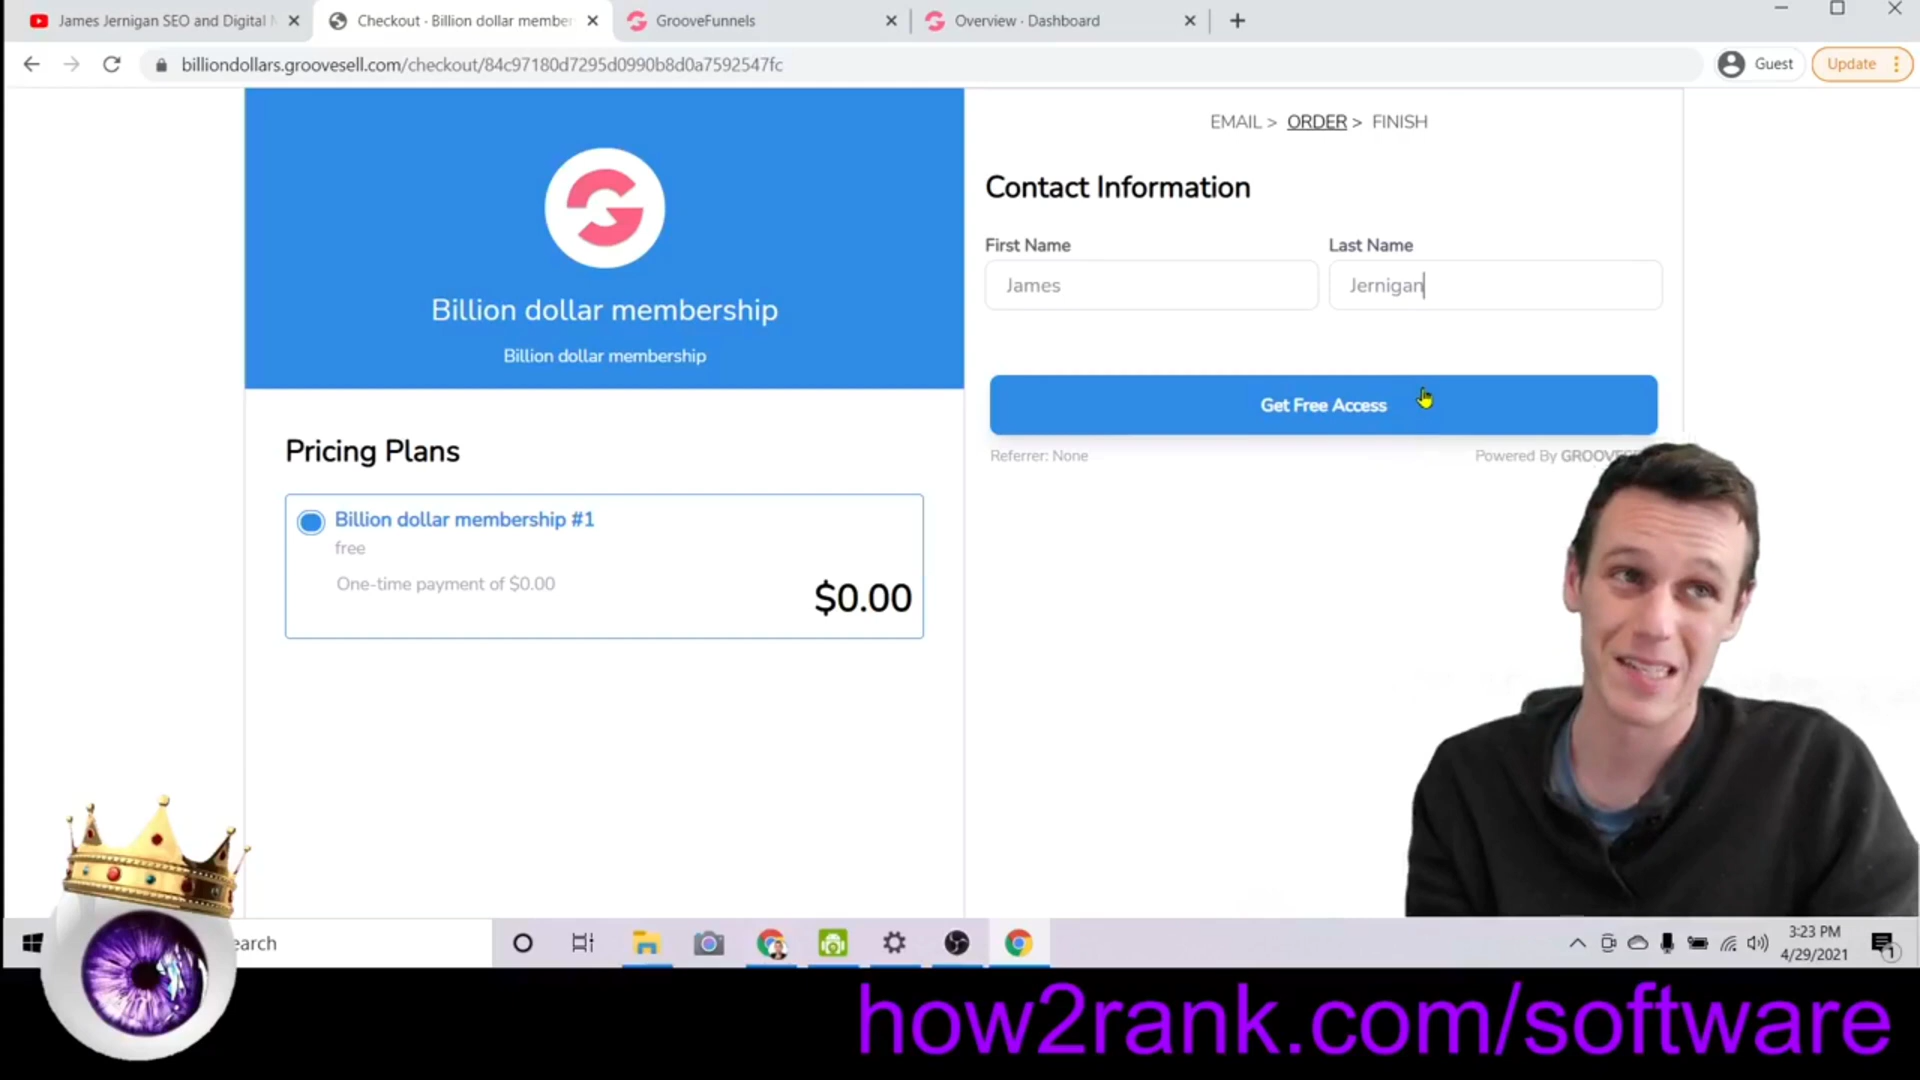 James Jernigan SEO and Digital
Checkout - Billion dollar member
GrooveFunnels
Overview - Dashboard
billiondollars.groovesell.com/checkout/84c97180d7295d0990b8d0a7592547fc
Guest
Update
EMAIL > ORDER > FINISH
Billion dollar membership
Billion dollar membership
Contact Information
First Name
Last Name
James
Jernigan
Get Free Access
Referrer: None
Powered By
Pricing Plans
Billion dollar membership #1
free
One-time payment of $0.00
$0.00
3:23 PM
4/29/2021
1
how2rank.com/software